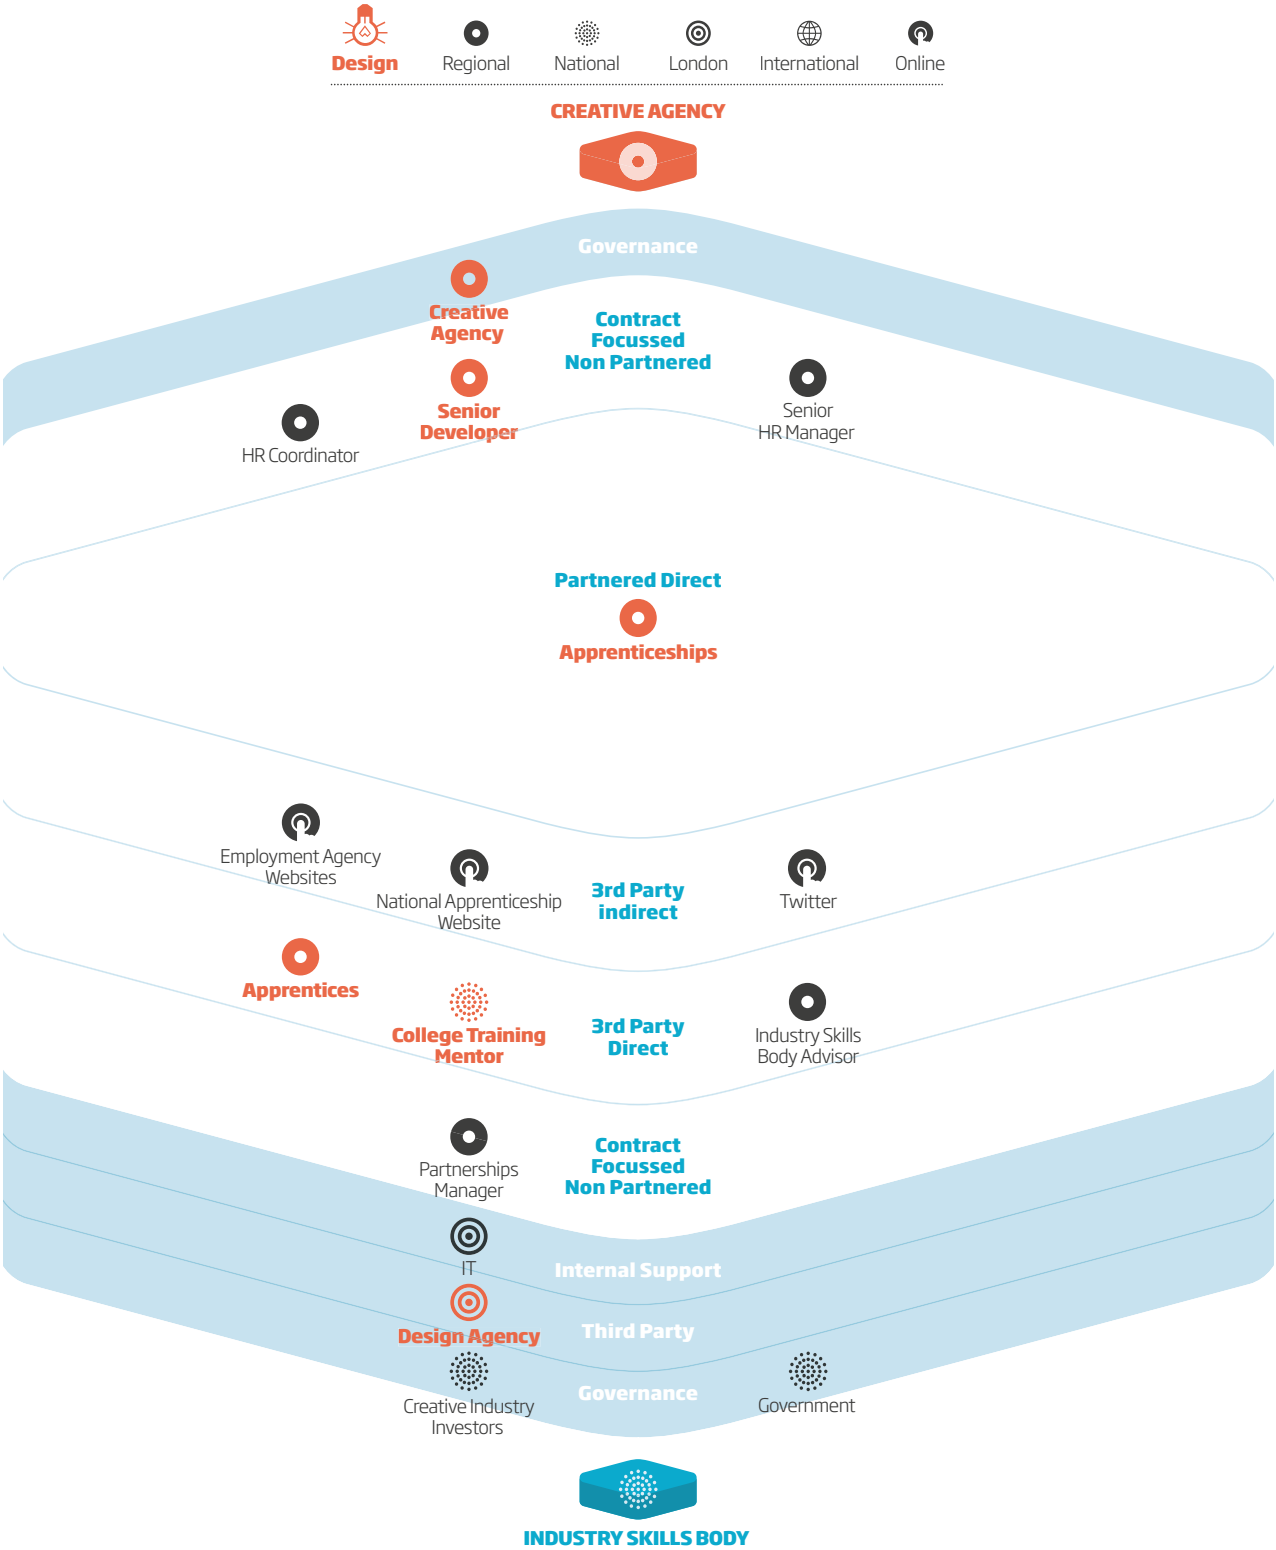 Design
Regional
National
London
International
Online
CREATIVE AGENCY
Governance
Creative
Agency
Contract
Focussed
Non Partnered
Senior
Developer
Senior
HR Manager
HR Coordinator
Partnered Direct
Apprenticeships
Employment Agency
Websites
National Apprenticeship
Website
3rd Party
indirect
Twitter
Apprentices
College Training
Mentor
3rd Party
Direct
Industry Skills
Body Advisor
Partnerships
Manager
Contract
Focussed
Non Partnered
IT
Internal Support
Design Agency
Third Party
Creative Industry
Investors
Governance
Government
INDUSTRY SKILLS BODY